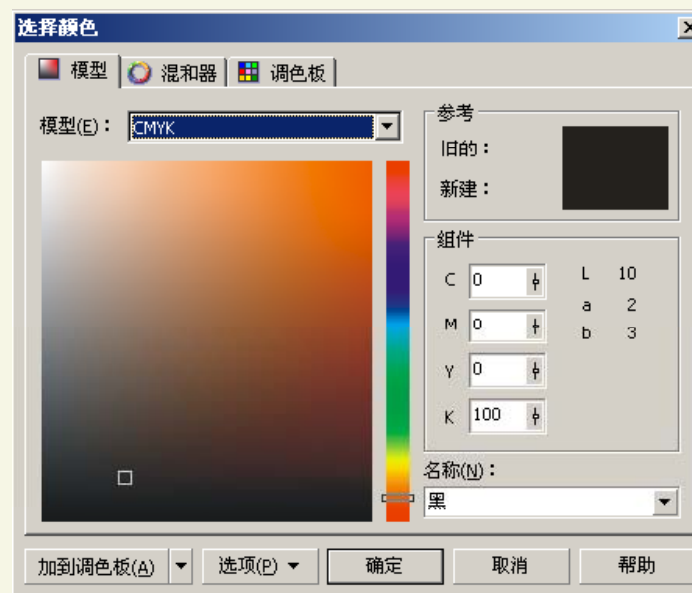 选择颜色
模型 混和器 调色板
模型(E)： CMYK
参考
旧的：
新建：
组件
C 0 L 10
M 0 a 2
Y 0 b 3
K 100
名称(N)：
黑
加到调色板(A) 选项(P) 确定 取消 帮助